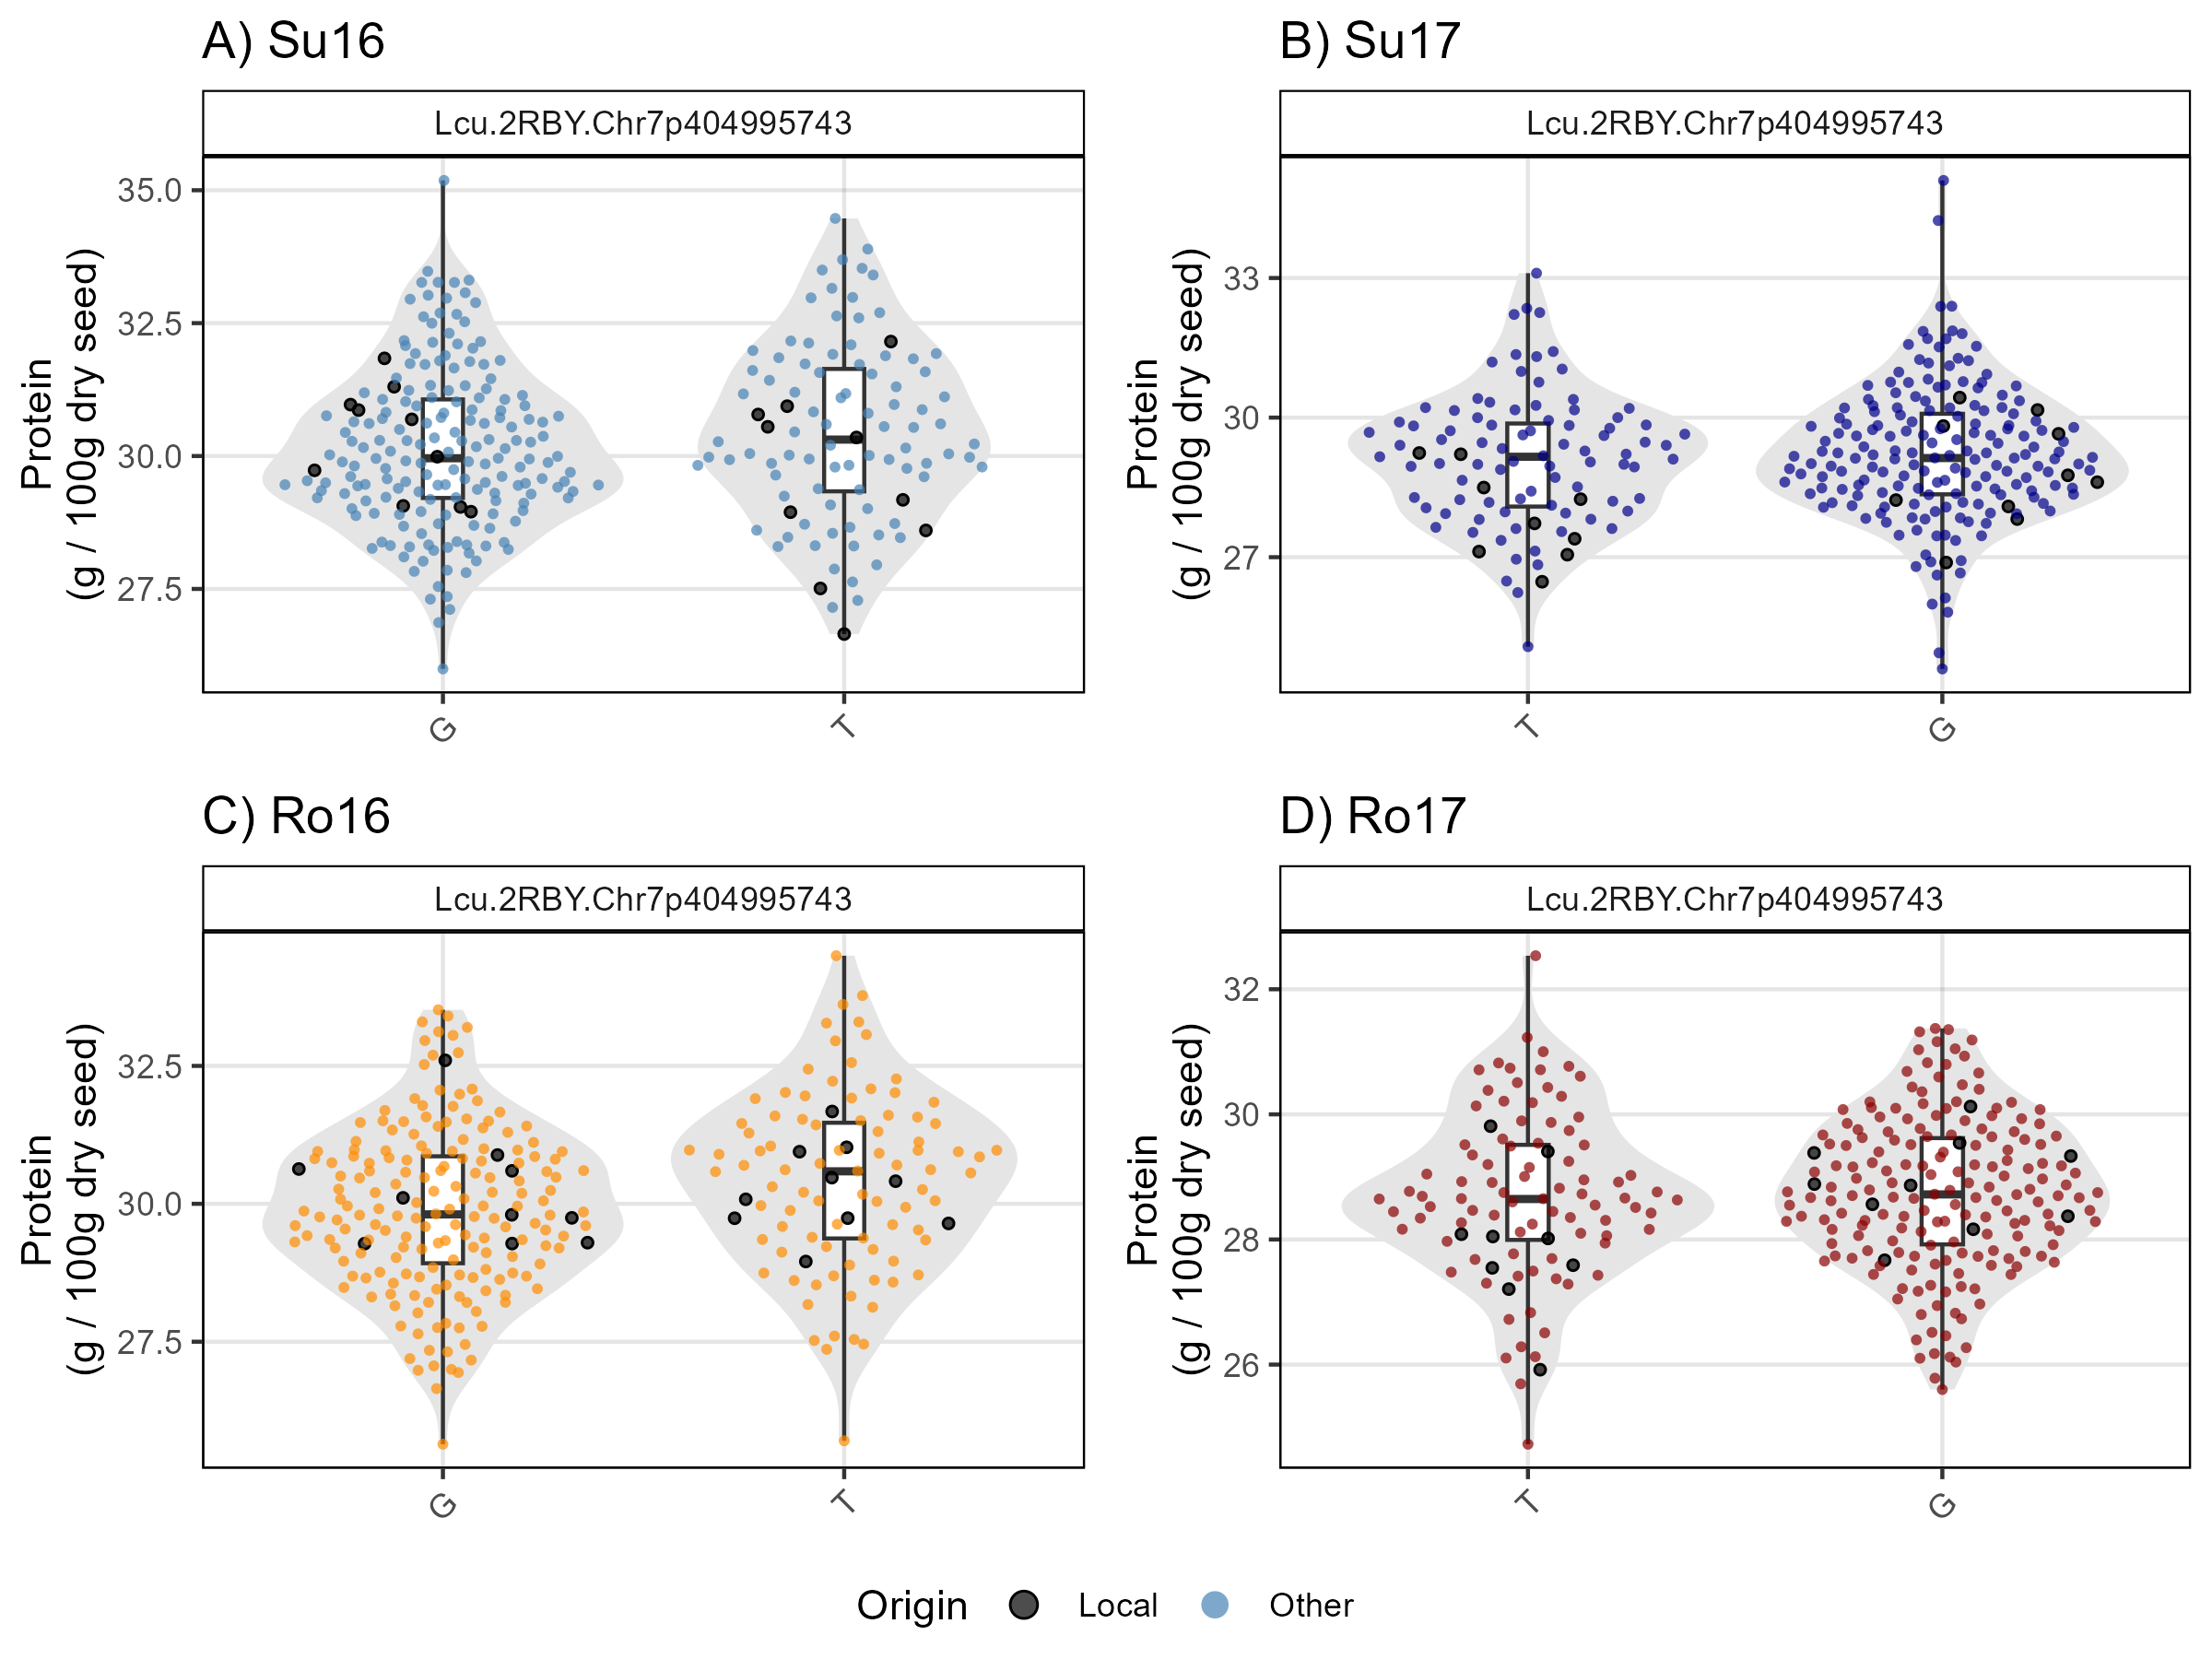 A) Su16
Lcu.2RBY.Chr7p404995743
Protein
(g / 100g dry seed)
35.0
32.5
30.0
27.5
G
T
B) Su17
Lcu.2RBY.Chr7p404995743
Protein
(g / 100g dry seed)
33
30
27
T
G
C) Ro16
Lcu.2RBY.Chr7p404995743
Protein
(g / 100g dry seed)
32.5
30.0
27.5
G
T
D) Ro17
Lcu.2RBY.Chr7p404995743
Protein
(g / 100g dry seed)
32
30
28
26
T
G
Origin
Local
Other